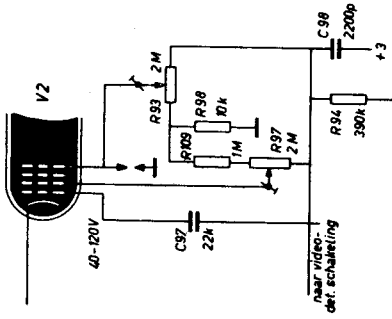 V2
40-120V
R93
2M
R98
10k
R109
1M
R97
2M
C97
22k
C98
2200p
R94
390k
+3
naar video-
det. schakeling